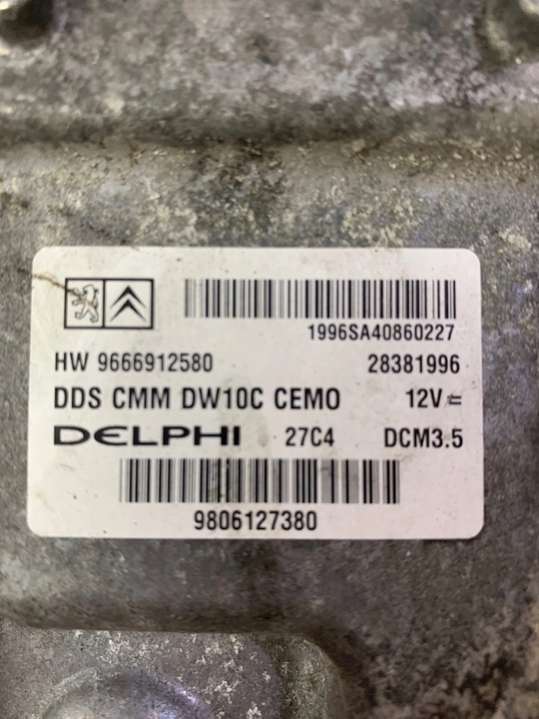 1996SA40860227
HW 9666912580 28381996
DDS CMM DW10C CEMO 12V⎓
DELPHI 27C4 DCM3.5
9806127380